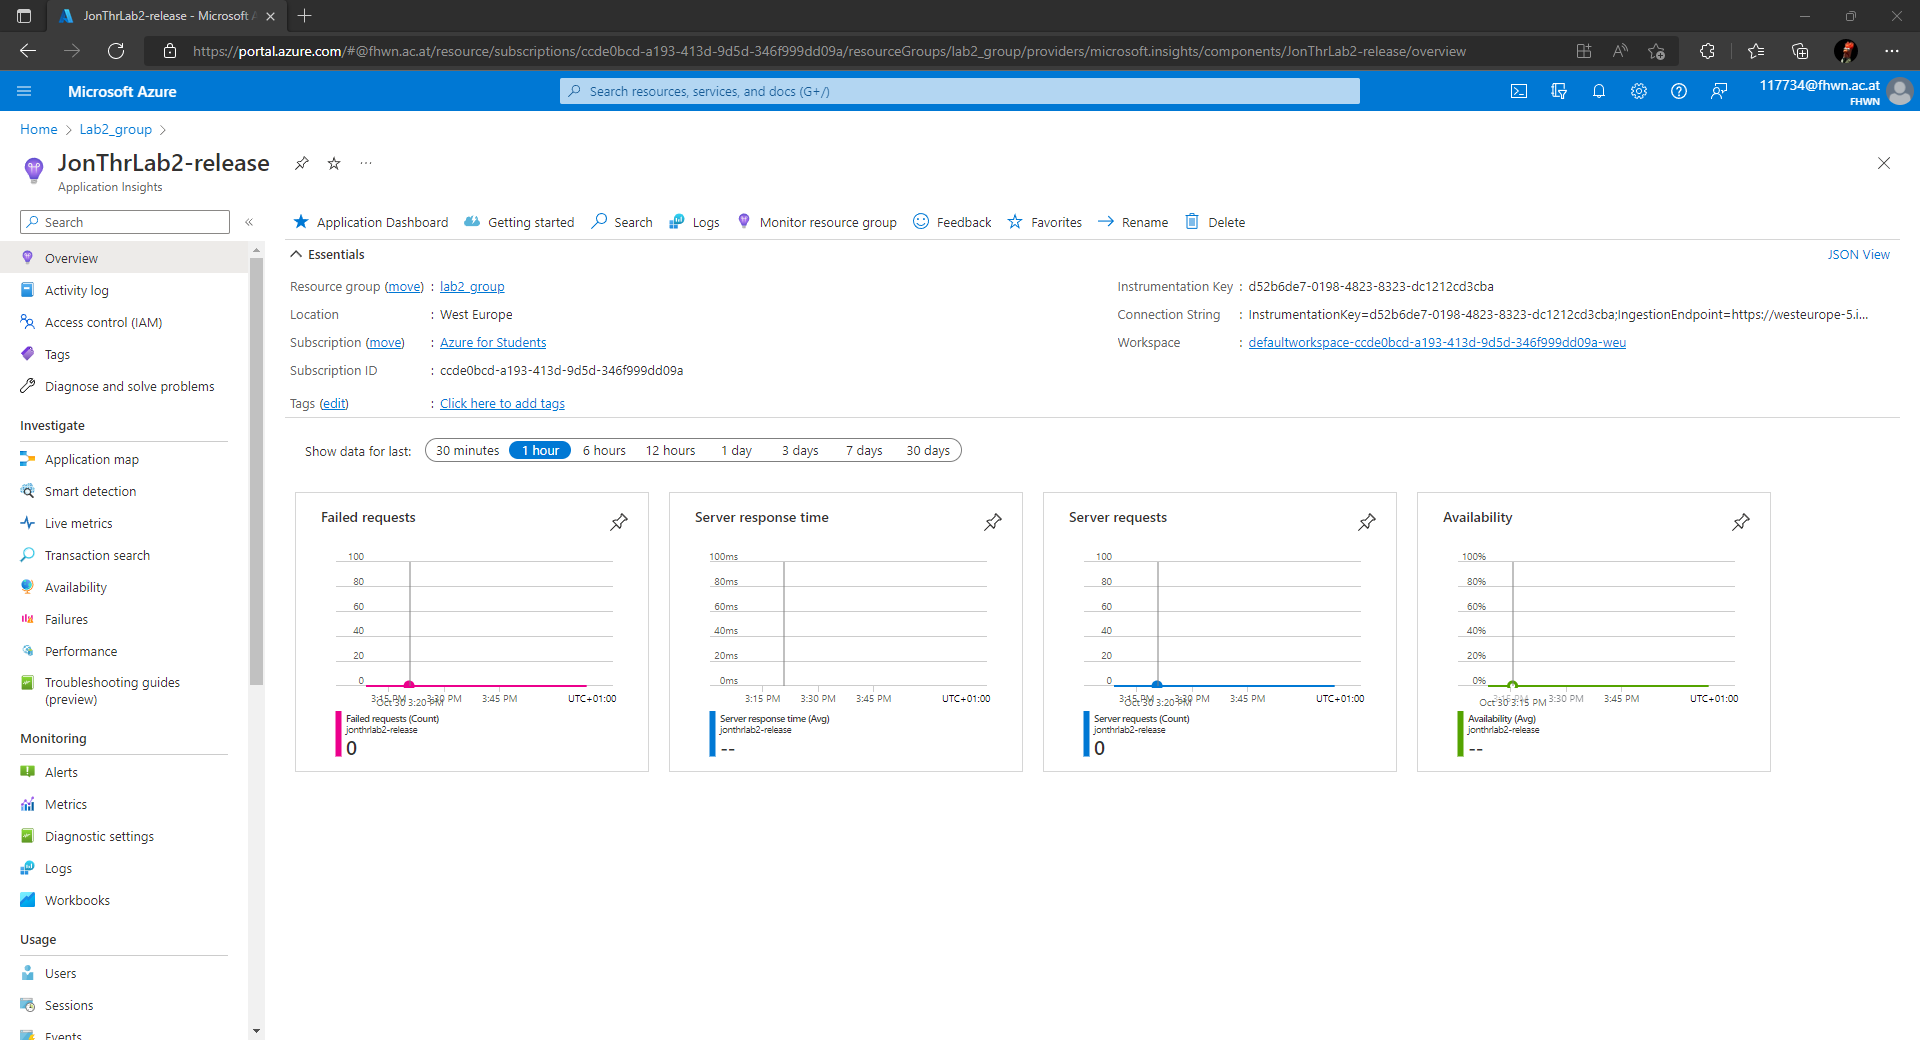 JonThrLab2-release - Microsoft A
https://portal.azure.com/#@fhwn.ac.at/resource/subscriptions/ccde0bcd-a193-413d-9d5d-346f999dd09a/resourceGroups/lab2_group/providers/microsoft.insights/components/JonThrLab2-release/overview
Microsoft Azure
Search resources, services, and docs (G+/)
117734@fhwn.ac.at
FHWN
Home > Lab2_group >
JonThrLab2-release
Application Insights
Search
«
Overview
Activity log
Access control (IAM)
Tags
Diagnose and solve problems
Investigate
Application map
Smart detection
Live metrics
Transaction search
Availability
Failures
Performance
Troubleshooting guides
(preview)
Monitoring
Alerts
Metrics
Diagnostic settings
Logs
Workbooks
Usage
Users
Sessions
Events
Application Dashboard Getting started Search Logs Monitor resource group Feedback Favorites Rename Delete
Essentials
JSON View
Resource group (move) : lab2_group
Location : West Europe
Subscription (move) : Azure for Students
Subscription ID : ccde0bcd-a193-413d-9d5d-346f999dd09a
Tags (edit) : Click here to add tags
Instrumentation Key : d52b6de7-0198-4823-8323-dc1212cd3cba
Connection String : InstrumentationKey=d52b6de7-0198-4823-8323-dc1212cd3cba;IngestionEndpoint=https://westeurope-5.i...
Workspace : defaultworkspace-ccde0bcd-a193-413d-9d5d-346f999dd09a-weu
Show data for last: 30 minutes 1 hour 6 hours 12 hours 1 day 3 days 7 days 30 days
Failed requests
100
80
60
40
20
0
3:15 PM 3:30 PM 3:45 PM UTC+01:00
Oct 30 3:20 PM
Failed requests (Count)
jonthrlab2-release
0
Server response time
100ms
80ms
60ms
40ms
20ms
0ms
3:15 PM 3:30 PM 3:45 PM UTC+01:00
Server response time (Avg)
jonthrlab2-release
--
Server requests
100
80
60
40
20
0
3:15 PM 3:30 PM 3:45 PM UTC+01:00
Oct 30 3:20 PM
Server requests (Count)
jonthrlab2-release
0
Availability
100%
80%
60%
40%
20%
0%
3:15 PM 3:30 PM 3:45 PM UTC+01:00
Oct 30 3:15 PM
Availability (Avg)
jonthrlab2-release
--